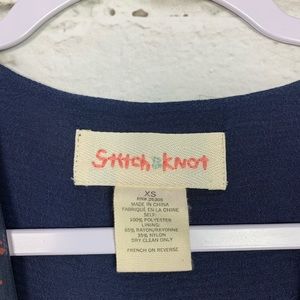 Stitch & Knot
XS
MADE IN CHINA
FABRIQUE EN LA CHINE
SELF:
100% POLYESTER
LINING:
65% RAYON/RAYONNE
35% NYLON
DRY CLEAN ONLY
FRENCH ON REVERSE